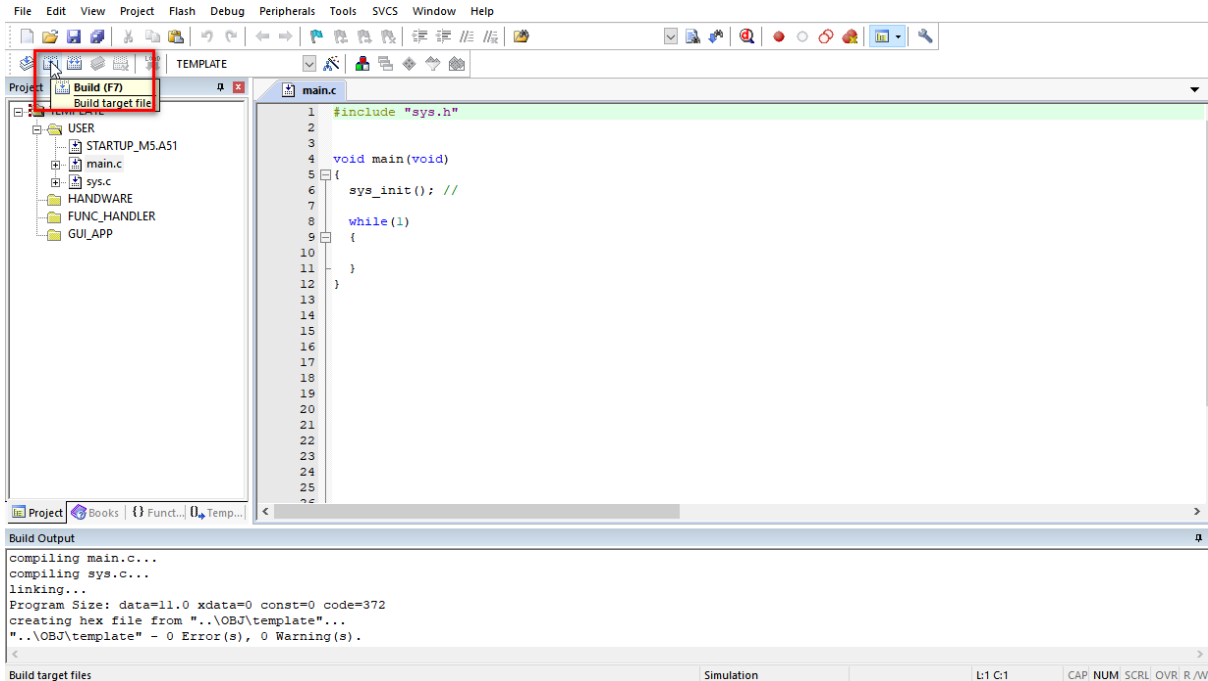 File Edit View Project Flash Debug Peripherals Tools SVCS Window Help
TEMPLATE
Project
Build (F7)
Build target file
TEMPLATE
USER
STARTUP_M5.A51
main.c
sys.c
HANDWARE
FUNC_HANDLER
GUI_APP
Project Books {} Funct... Temp...
main.c
1 #include "sys.h"
2
3
4 void main(void)
5 {
6 sys_init(); //
7
8 while(1)
9 {
10
11 }
12 }
13
14
15
16
17
18
19
20
21
22
23
24
25
26
Build Output
compiling main.c...
compiling sys.c...
linking...
Program Size: data=11.0 xdata=0 const=0 code=372
creating hex file from "..\OBJ\template"...
"..\OBJ\template" - 0 Error(s), 0 Warning(s).
Build target files Simulation L:1 C:1 CAP NUM SCRL OVR R/W